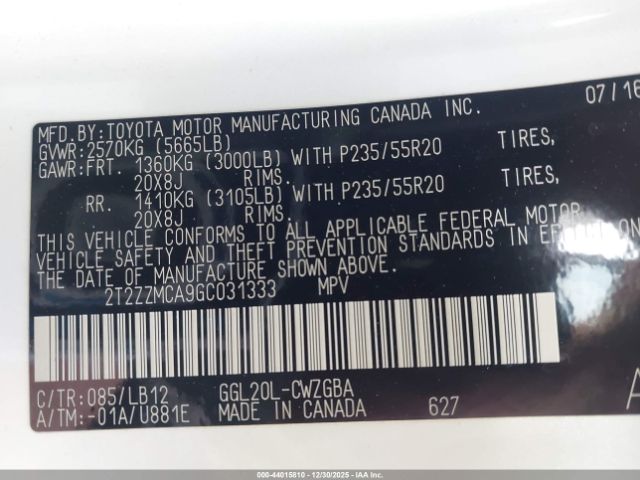 MFD.BY:TOYOTA MOTOR MANUFACTURING CANADA INC. 07/16
GVWR:2570KG (5665LB)
GAWR:FRT. 1360KG (3000LB) WITH P235/55R20 TIRES,
20X8J RIMS.
RR. 1410KG (3105LB) WITH P235/55R20 TIRES,
20X8J RIMS.
THIS VEHICLE CONFORMS TO ALL APPLICABLE FEDERAL MOTOR
VEHICLE SAFETY AND THEFT PREVENTION STANDARDS IN EFFECT ON
THE DATE OF MANUFACTURE SHOWN ABOVE.
2T2ZZMCA9GC031333 MPV
C/TR:085/LB12 GGL20L-CWZGBA
A/TM:-01A/U881E MADE IN CANADA 627 A
000-44015810 - 12/30/2025 - COPART